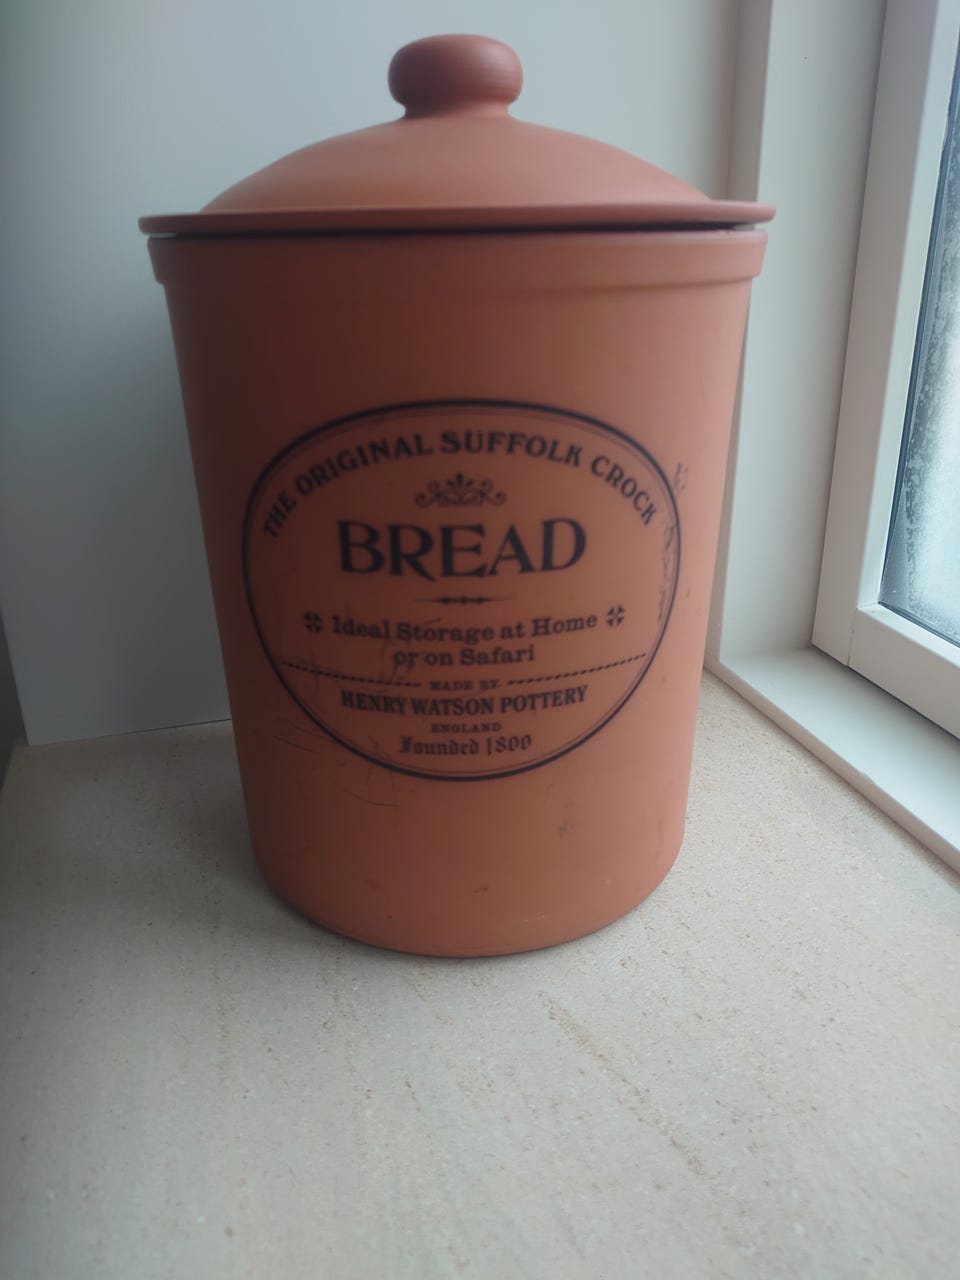 THE ORIGINAL SUFFOLK CROCK
BREAD
Ideal Storage at Home
or on Safari
MADE BY
HENRY WATSON POTTERY
ENGLAND
Founded 1800